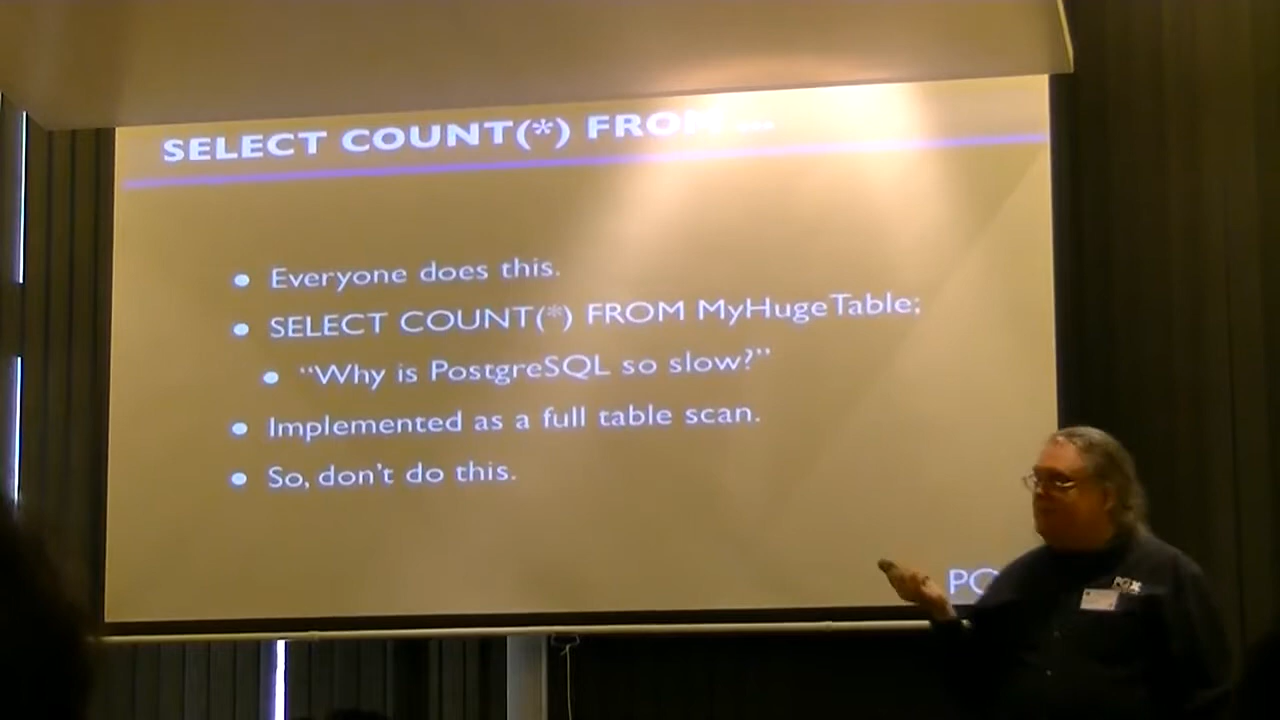 SELECT COUNT(*) FROM ...
Everyone does this.
SELECT COUNT(*) FROM MyHugeTable;
“Why is PostgreSQL so slow?”
Implemented as a full table scan.
So, don’t do this.